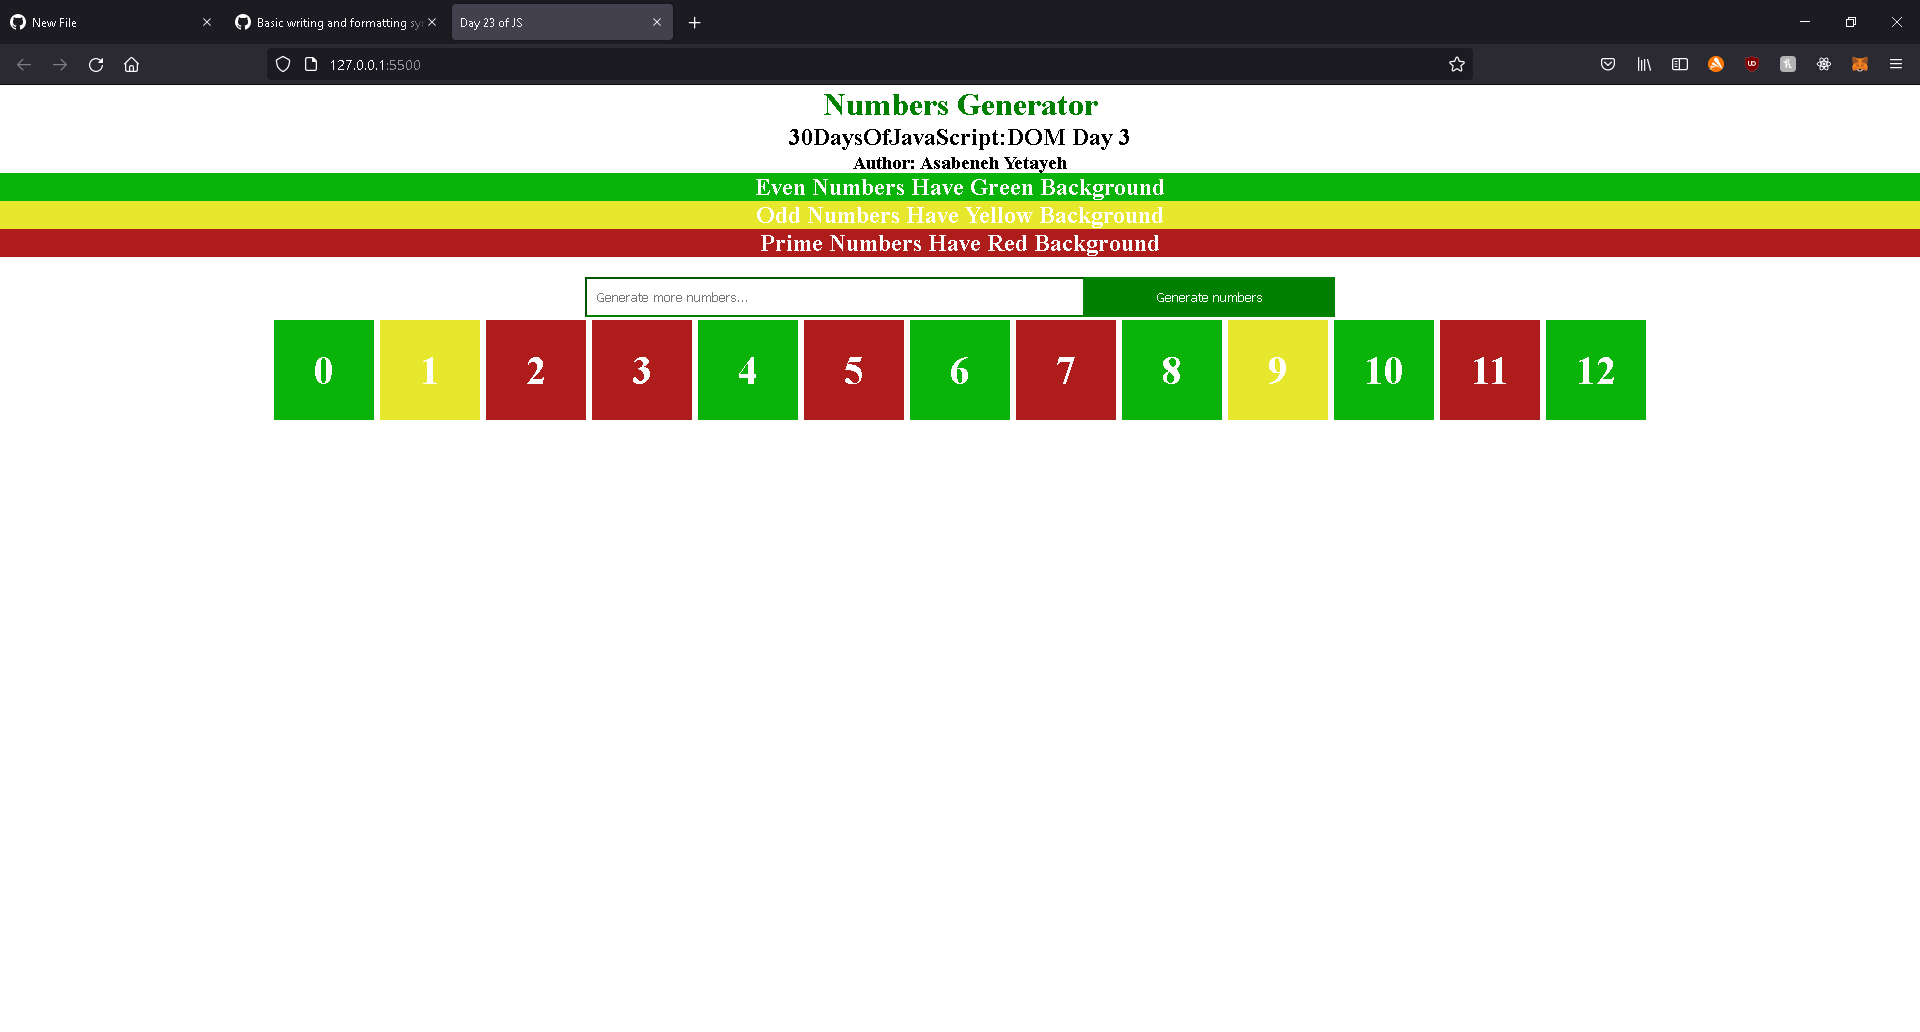 New File
Basic writing and formatting sy
Day 23 of JS
127.0.0.1:5500
Numbers Generator
30DaysOfJavaScript:DOM Day 3
Author: Asabeneh Yetayeh
Even Numbers Have Green Background
Odd Numbers Have Yellow Background
Prime Numbers Have Red Background
Generate more numbers... Generate numbers
0 1 2 3 4 5 6 7 8 9 10 11 12